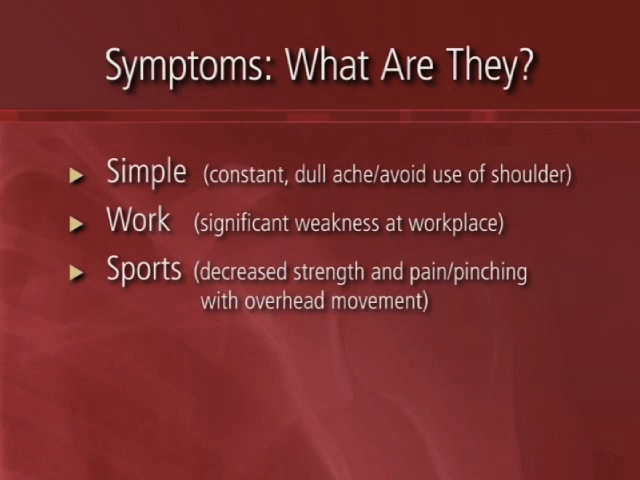 Symptoms: What Are They?
Simple (constant, dull ache/avoid use of shoulder)
Work (significant weakness at workplace)
Sports (decreased strength and pain/pinching
with overhead movement)